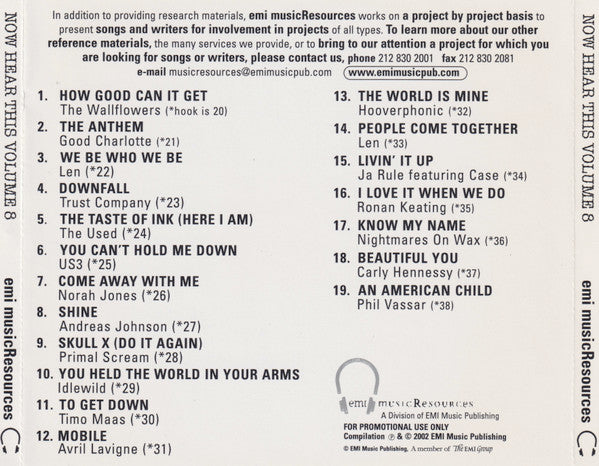 In addition to providing research materials, emi musicResources works on a project by project basis to
present songs and writers for involvement in projects of all types. To learn more about our other
reference materials, the many services we provide, or to bring to our attention a project for which you
are looking for songs or writers, please contact us, phone 212 830 2001 fax 212 830 2081
e-mail musicresources@emimusicpub.com www.emimusicpub.com
1. HOW GOOD CAN IT GET
The Wallflowers (*hook is 20)
2. THE ANTHEM
Good Charlotte (*21)
3. WE BE WHO WE BE
Len (*22)
4. DOWNFALL
Trust Company (*23)
5. THE TASTE OF INK (HERE I AM)
The Used (*24)
6. YOU CAN'T HOLD ME DOWN
US3 (*25)
7. COME AWAY WITH ME
Norah Jones (*26)
8. SHINE
Andreas Johnson (*27)
9. SKULL X (DO IT AGAIN)
Primal Scream (*28)
10. YOU HELD THE WORLD IN YOUR ARMS
Idlewild (*29)
11. TO GET DOWN
Timo Maas (*30)
12. MOBILE
Avril Lavigne (*31)
13. THE WORLD IS MINE
Hooverphonic (*32)
14. PEOPLE COME TOGETHER
Len (*33)
15. LIVIN' IT UP
Ja Rule featuring Case (*34)
16. I LOVE IT WHEN WE DO
Ronan Keating (*35)
17. KNOW MY NAME
Nightmares On Wax (*36)
18. BEAUTIFUL YOU
Carly Hennessy (*37)
19. AN AMERICAN CHILD
Phil Vassar (*38)
emi musicResources
A Division of EMI Music Publishing
FOR PROMOTIONAL USE ONLY
Compilation ℗ & © 2002 EMI Music Publishing
© EMI Music Publishing, A member of The EMI Group
NOW HEAR THIS VOLUME 8
emi musicResources
NOW HEAR THIS VOLUME 8
emi musicResources